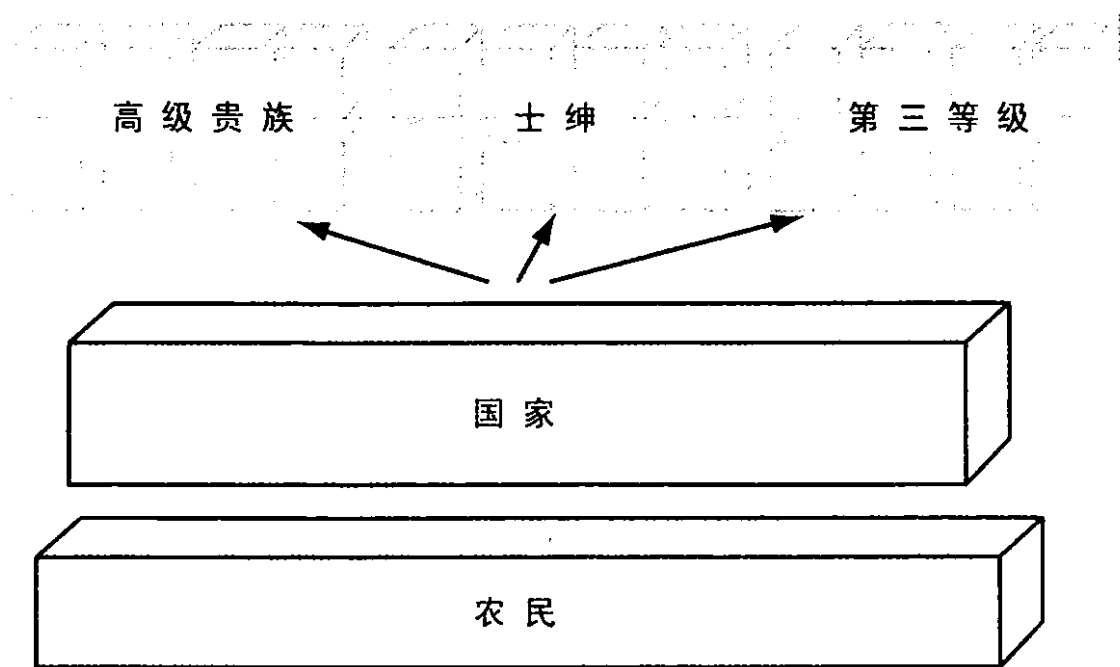 高级贵族 士绅 第三等级
国家
农民